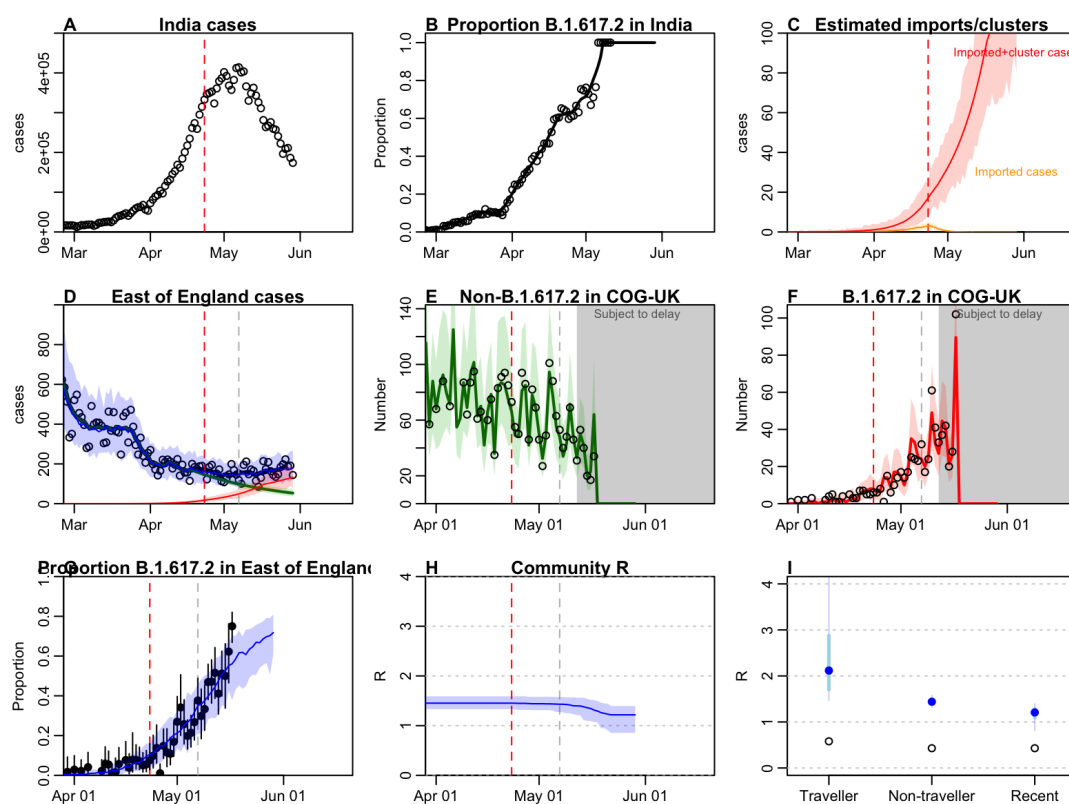 A India cases
cases
0e+00 2e+05 4e+05
Mar Apr May Jun
B Proportion B.1.617.2 in India
Proportion
0.0 0.2 0.4 0.6 0.8 1.0
Mar Apr May Jun
C Estimated imports/clusters
cases
0 20 40 60 80 100
Imported+cluster case
Imported cases
Mar Apr May Jun
D East of England cases
cases
0 200 400 600 800
Mar Apr May Jun
E Non-B.1.617.2 in COG-UK
Number
0 20 60 100 140
Subject to delay
Apr 01 May 01 Jun 01
F B.1.617.2 in COG-UK
Number
0 20 40 60 80 100
Subject to delay
Apr 01 May 01 Jun 01
G Proportion B.1.617.2 in East of England
Proportion
0.0 0.2 0.4 0.6 0.8
Apr 01 May 01 Jun 01
H Community R
R
0 1 2 3 4
Apr 01 May 01 Jun 01
I
R
0 1 2 3 4
Traveller Non-traveller Recent